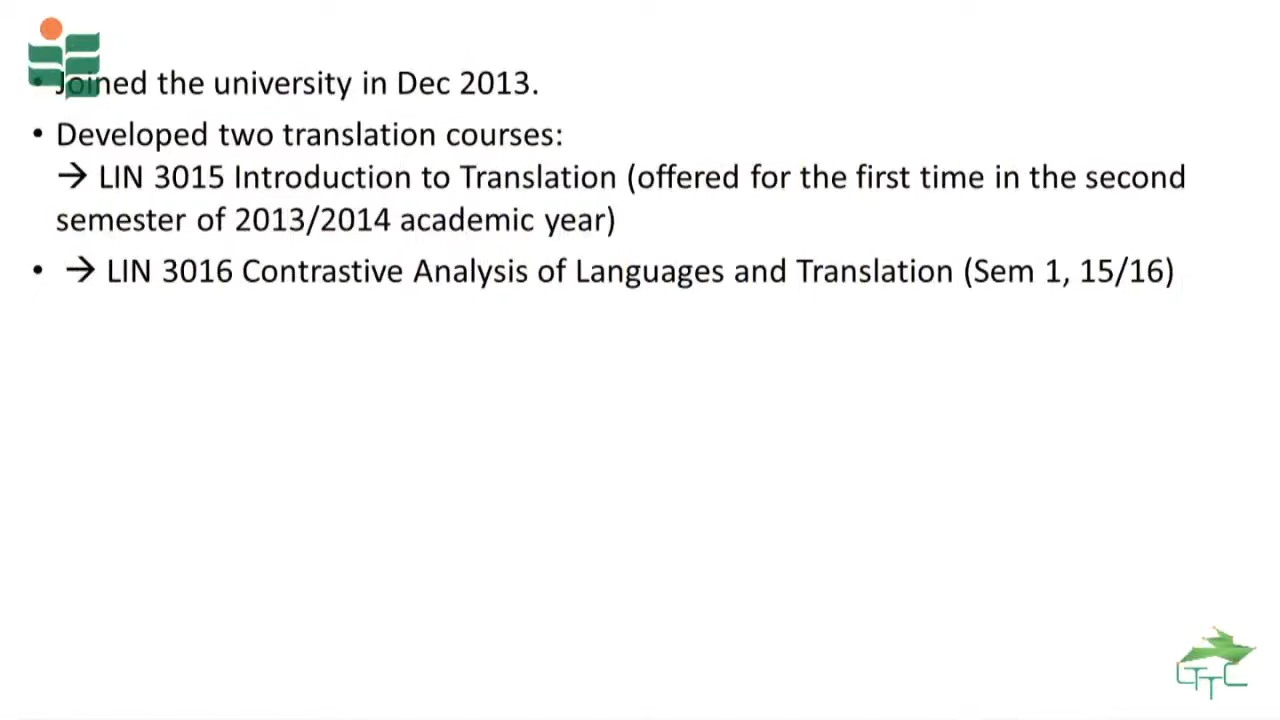 • Joined the university in Dec 2013.
• Developed two translation courses:
→ LIN 3015 Introduction to Translation (offered for the first time in the second
semester of 2013/2014 academic year)
• → LIN 3016 Contrastive Analysis of Languages and Translation (Sem 1, 15/16)
CTTC